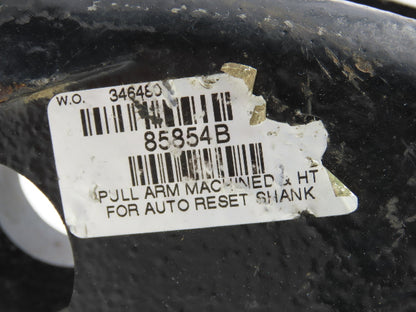 W.O. 346480
85854B
PULL ARM MACHINED & HT
FOR AUTO RESET SHANK